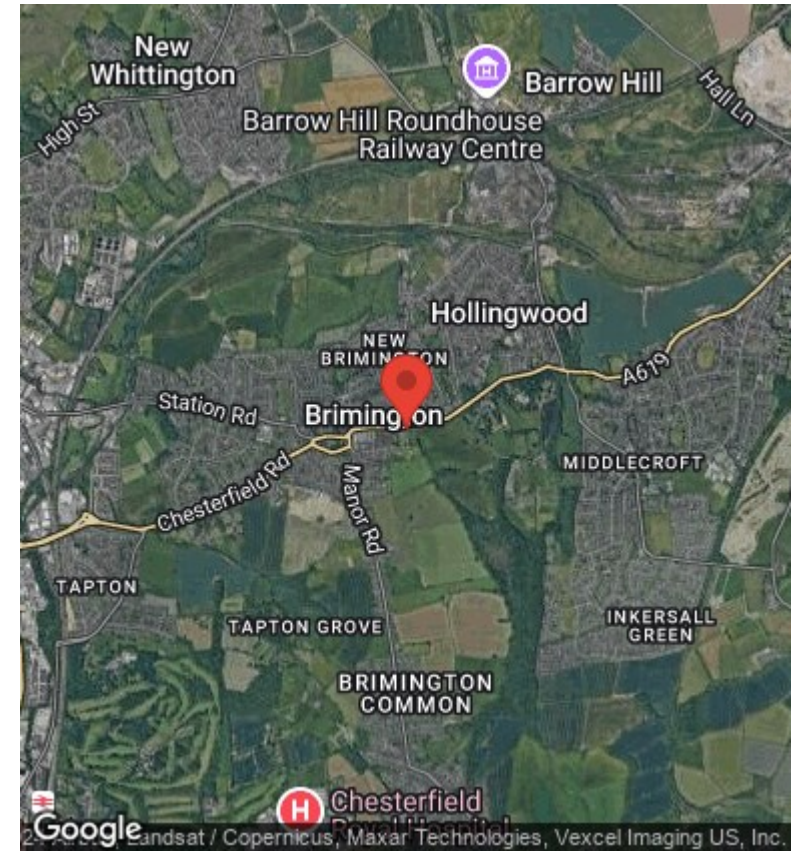 New
Whittington
Barrow Hill
Hall Ln
High St
Barrow Hill Roundhouse
Railway Centre
Hollingwood
NEW
BRIMINGTON
A619
Station Rd
Brimington
Chesterfield Rd
Manor Rd
MIDDLECROFT
TAPTON
TAPTON GROVE
INKERSALL
GREEN
BRIMINGTON
COMMON
H
Chesterfield
Royal Hospital
Google
Landsat / Copernicus, Maxar Technologies, Vexcel Imaging US, Inc.